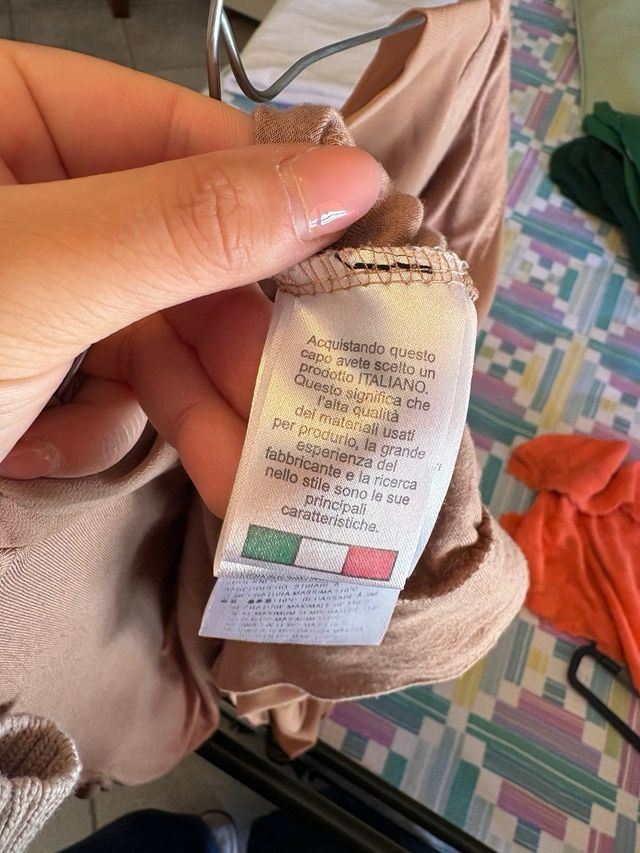 Acquistando questo
capo avete scelto un
prodotto ITALIANO.
Questo significa che
l'alta qualità
dei materiali usati
per produrlo, la grande
esperienza del
fabbricante e la ricerca
nello stile sono le sue
principali
caratteristiche.